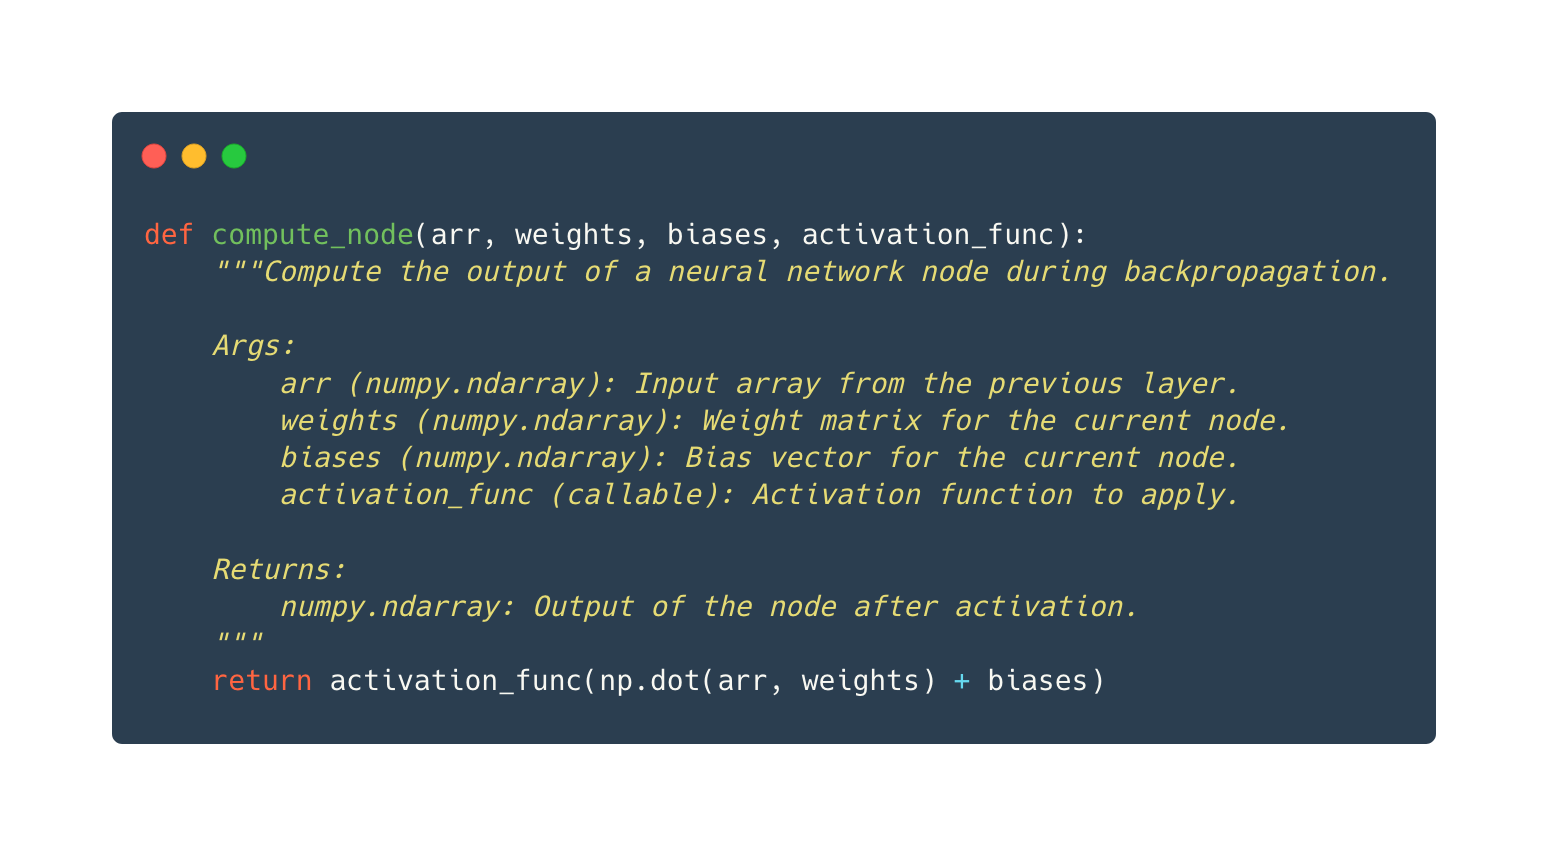 def compute_node(arr, weights, biases, activation_func):
    """Compute the output of a neural network node during backpropagation.

    Args:
        arr (numpy.ndarray): Input array from the previous layer.
        weights (numpy.ndarray): Weight matrix for the current node.
        biases (numpy.ndarray): Bias vector for the current node.
        activation_func (callable): Activation function to apply.

    Returns:
        numpy.ndarray: Output of the node after activation.
    """
    return activation_func(np.dot(arr, weights) + biases)